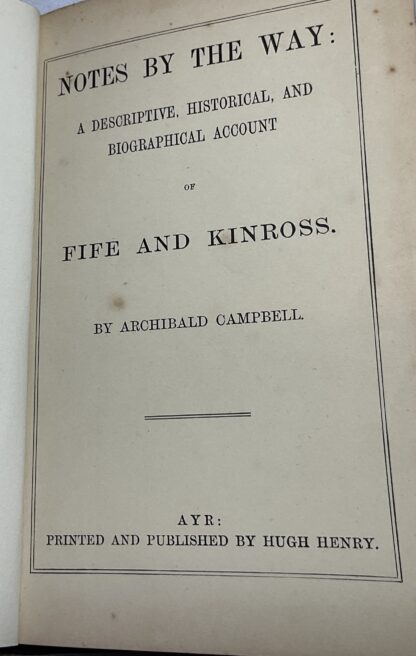 NOTES BY THE WAY:
A DESCRIPTIVE, HISTORICAL, AND
BIOGRAPHICAL ACCOUNT
OF
FIFE AND KINROSS.
BY ARCHIBALD CAMPBELL.
AYR:
PRINTED AND PUBLISHED BY HUGH HENRY.